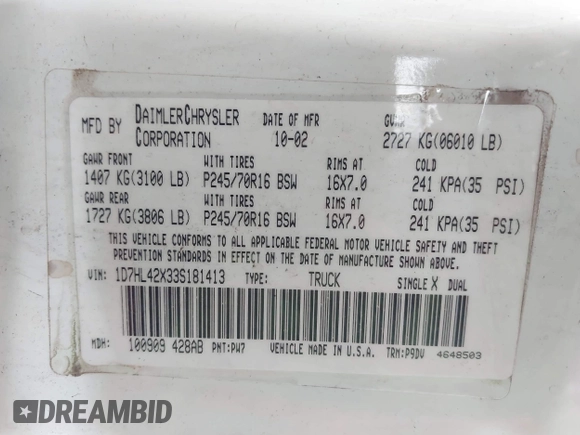 MFD BY DAIMLERCHRYSLER CORPORATION DATE OF MFR 10-02 GVWR 2727 KG(06010 LB)
GAWR FRONT WITH TIRES RIMS AT COLD
1407 KG(3100 LB) P245/70R16 BSW 16X7.0 241 KPA(35 PSI)
GAWR REAR WITH TIRES RIMS AT COLD
1727 KG(3806 LB) P245/70R16 BSW 16X7.0 241 KPA(35 PSI)
THIS VEHICLE CONFORMS TO ALL APPLICABLE FEDERAL MOTOR VEHICLE SAFETY AND THEFT
PREVENTION STANDARDS IN EFFECT ON THE DATE OF MANUFACTURE SHOWN ABOVE.
VIN: 1D7HL42X33S181413 TYPE: TRUCK SINGLE X DUAL
MDH: 100909 428AB PNT: PW7 VEHICLE MADE IN U.S.A. TRM: P9DV 4648503
DREAMBID